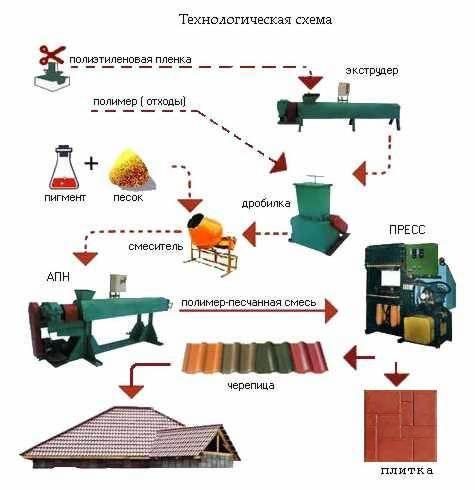 Технологическая схема
полиэтиленовая пленка
экструдер
полимер ( отходы)
+
пигмент
песок
дробилка
смеситель
ПРЕСС
АПН
полимер-песчанная смесь
черепица
плитка